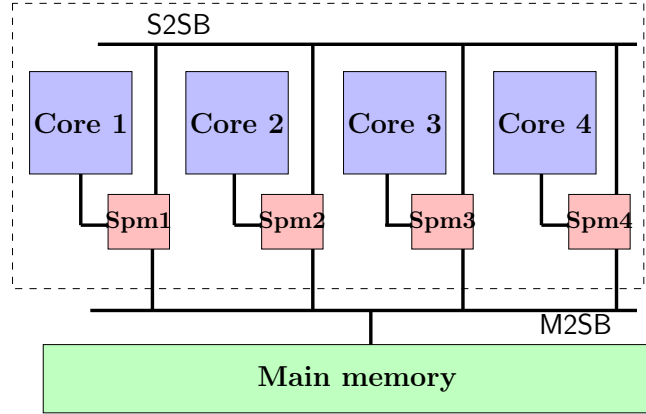 S2SB
Core 1 Core 2 Core 3 Core 4
Spm1 Spm2 Spm3 Spm4
M2SB
Main memory